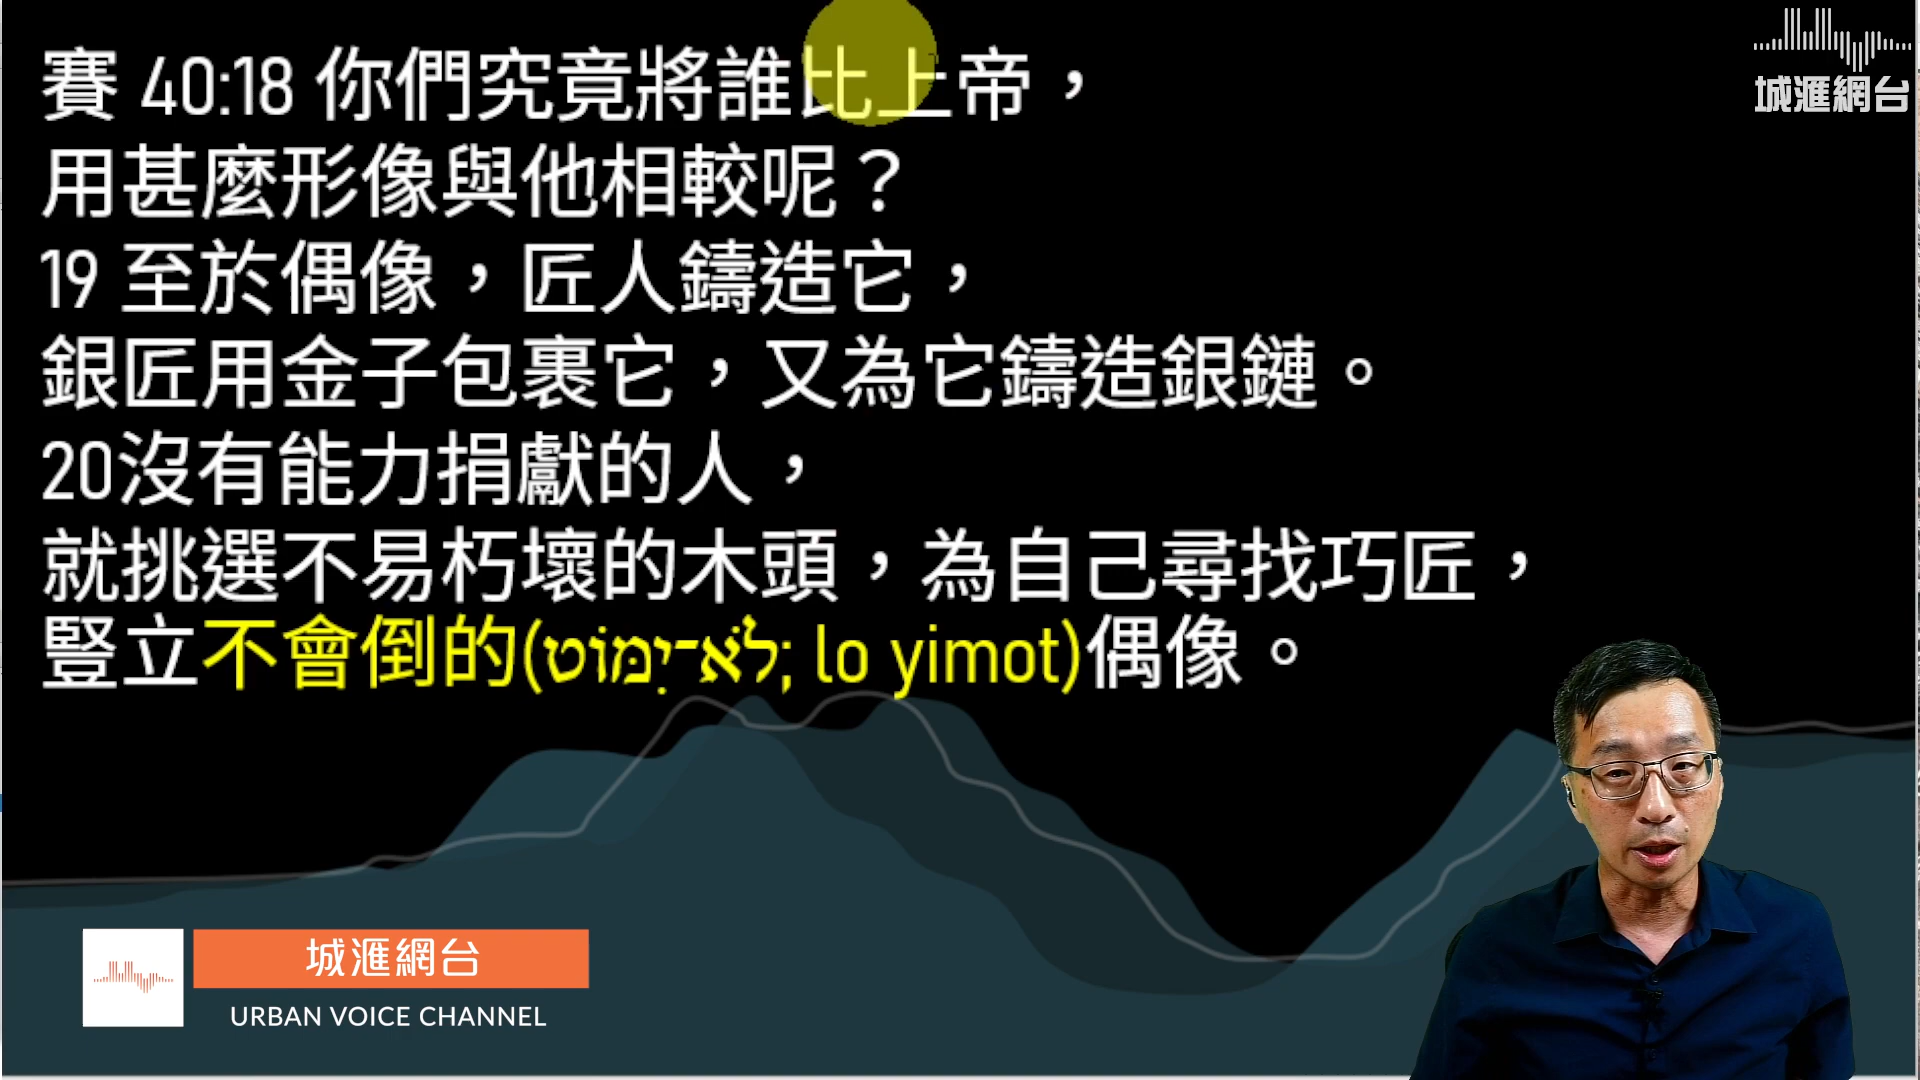 賽 40:18 你們究竟將誰比上帝，
用甚麼形像與他相較呢？
19 至於偶像，匠人鑄造它，
銀匠用金子包裹它，又為它鑄造銀鏈。
20沒有能力捐獻的人，
就挑選不易朽壞的木頭，為自己尋找巧匠，
豎立不會倒的(לֹא־יִמּוֹט; lo yimot)偶像。
城滙網台
城滙網台
URBAN VOICE CHANNEL